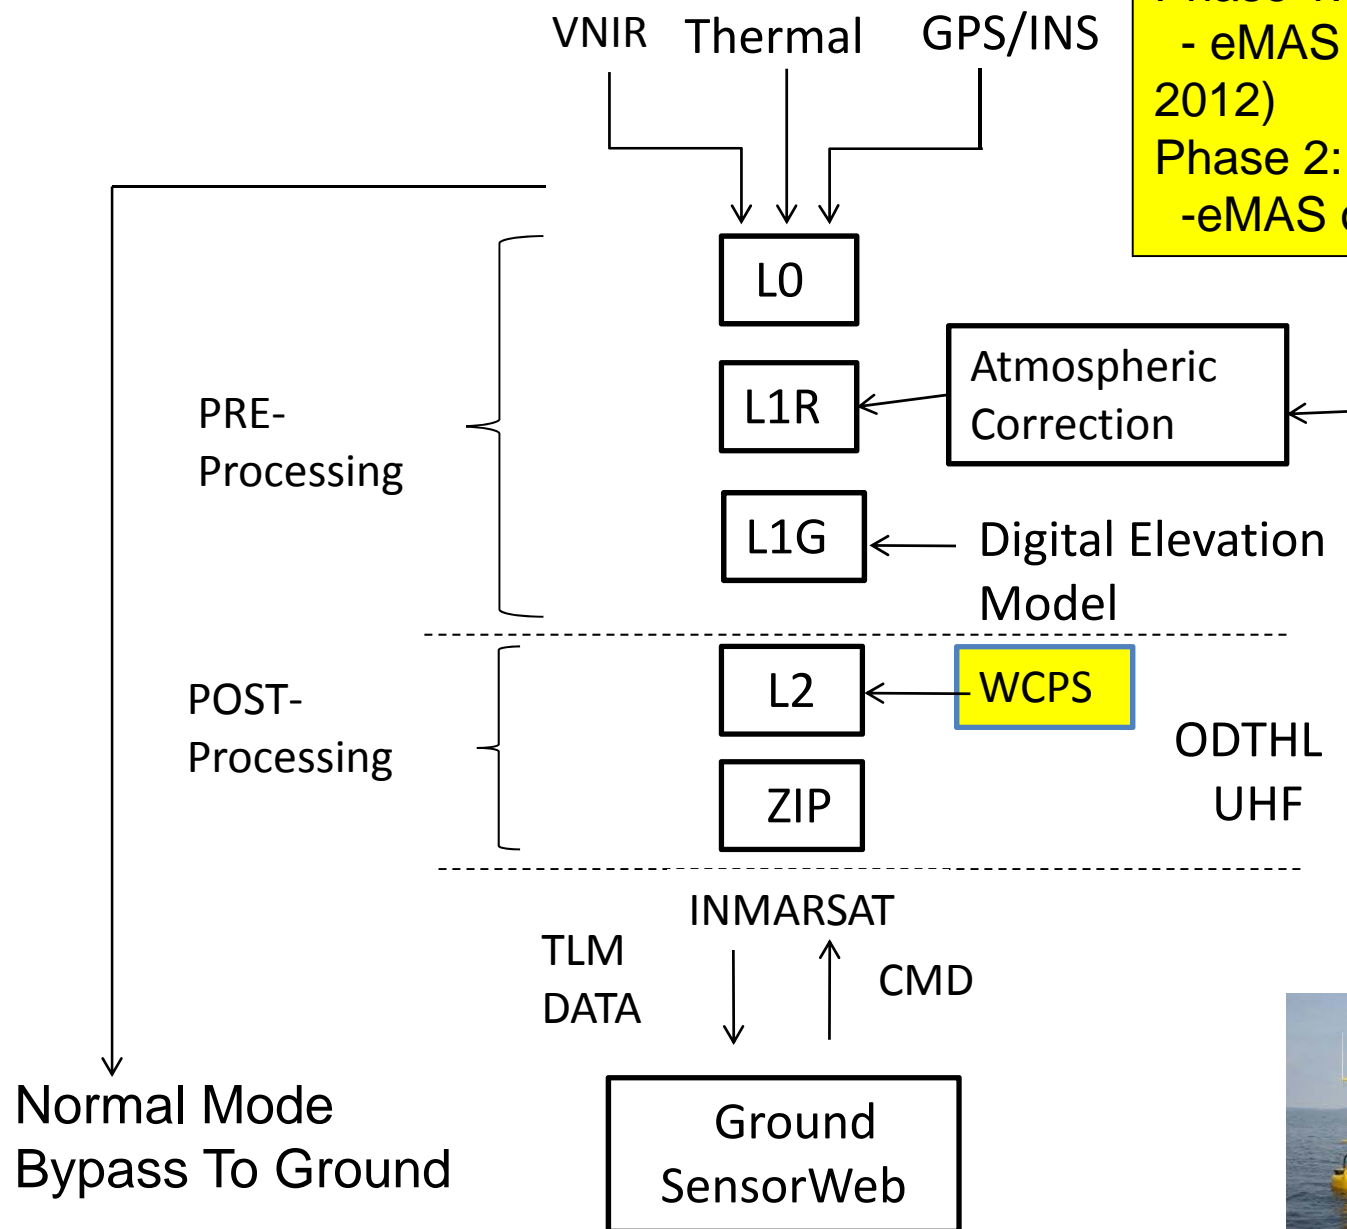 VNIR Thermal GPS/INS
- eMAS
2012)
Phase 2:
-eMAS
L0
Atmospheric
Correction
L1R
PRE-
Processing
L1G
Digital Elevation
Model
L2
WCPS
POST-
Processing
ODTHL
UHF
ZIP
INMARSAT
TLM
DATA
CMD
Normal Mode
Bypass To Ground
Ground
SensorWeb